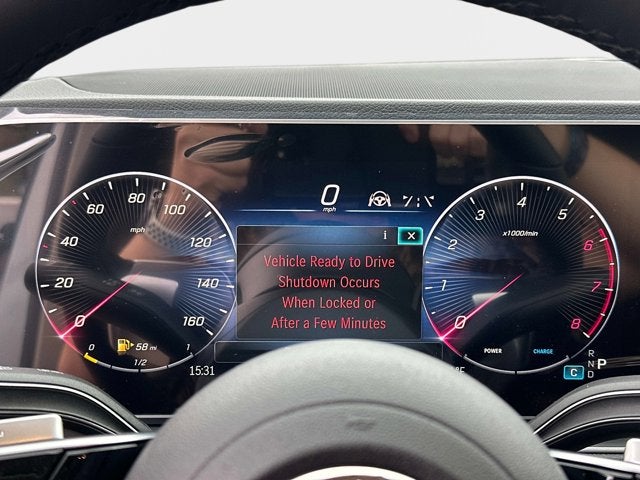 0
mph
i ×
Vehicle Ready to Drive
Shutdown Occurs
When Locked or
After a Few Minutes
0 20 40 60 80 100 120 140 160
mph
0 1/2 1
58 mi
15:31
0 1 2 3 4 5 6 7 8
x1000/min
POWER CHARGE
R
N
D
P
C